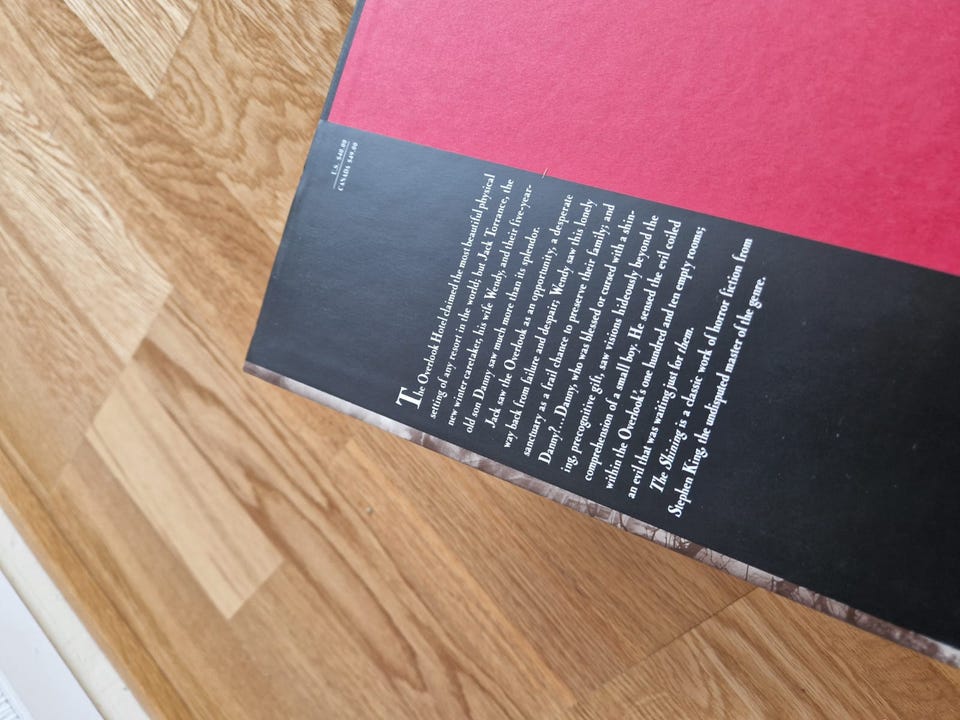 U.S. $40.00
CANADA $49.00
The Overlook Hotel claimed the most beautiful physical
setting of any resort in the world; but Jack Torrance, the
new winter caretaker, his wife Wendy, and their five-year-
old son Danny saw much more than its splendor.
Jack saw the Overlook as an opportunity, a desperate
way back from failure and despair; Wendy saw this lonely
sanctuary as a frail chance to preserve their family; and
Danny?...Danny, who was blessed or cursed with a shin-
ing, precognitive gift, saw visions hideously beyond the
comprehension of a small boy. He sensed the evil coiled
within the Overlook's one hundred and ten empty rooms;
an evil that was waiting just for them.
The Shining is a classic work of horror fiction from
Stephen King, the undisputed master of the genre.